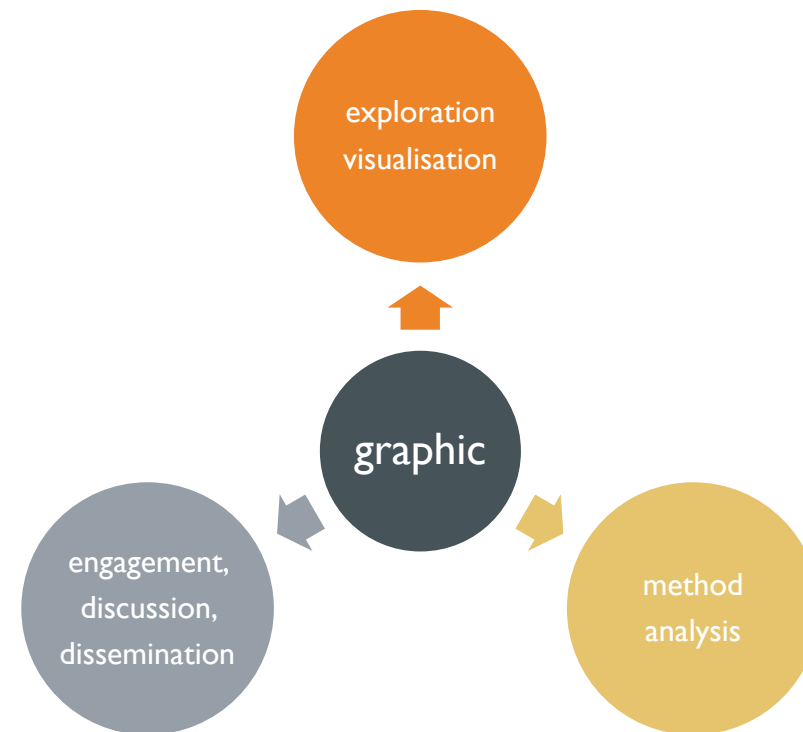 exploration
visualisation
graphic
engagement,
discussion,
dissemination
method
analysis